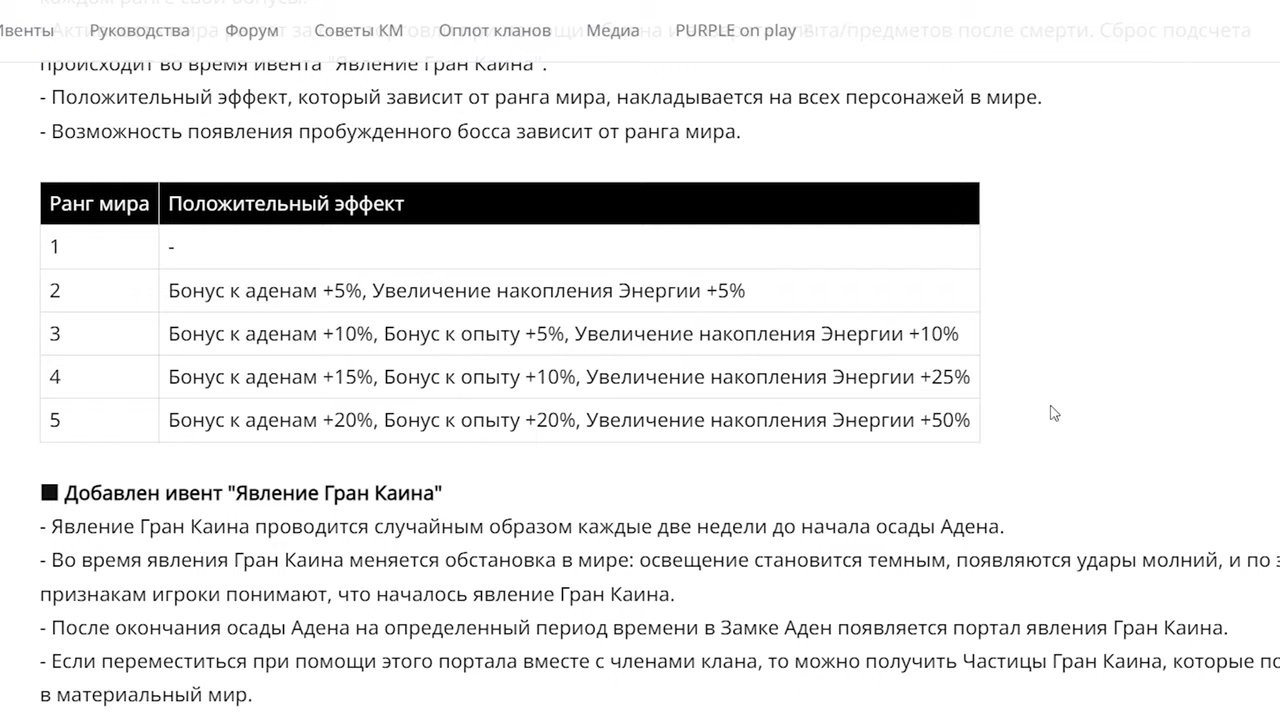 Ивенты Руководства Форум Советы КМ Оплот кланов Медиа PURPLE on play
происходит во время ивента "Явление Гран Каина".
- Положительный эффект, который зависит от ранга мира, накладывается на всех персонажей в мире.
- Возможность появления пробужденного босса зависит от ранга мира.
Ранг мира Положительный эффект
1 -
2 Бонус к аденам +5%, Увеличение накопления Энергии +5%
3 Бонус к аденам +10%, Бонус к опыту +5%, Увеличение накопления Энергии +10%
4 Бонус к аденам +15%, Бонус к опыту +10%, Увеличение накопления Энергии +25%
5 Бонус к аденам +20%, Бонус к опыту +20%, Увеличение накопления Энергии +50%
■ Добавлен ивент "Явление Гран Каина"
- Явление Гран Каина проводится случайным образом каждые две недели до начала осады Адена.
- Во время явления Гран Каина меняется обстановка в мире: освещение становится темным, появляются удары молний, и по
признакам игроки понимают, что началось явление Гран Каина.
- После окончания осады Адена на определенный период времени в Замке Аден появляется портал явления Гран Каина.
- Если переместиться при помощи этого портала вместе с членами клана, то можно получить Частицы Гран Каина, которые
в материальный мир.